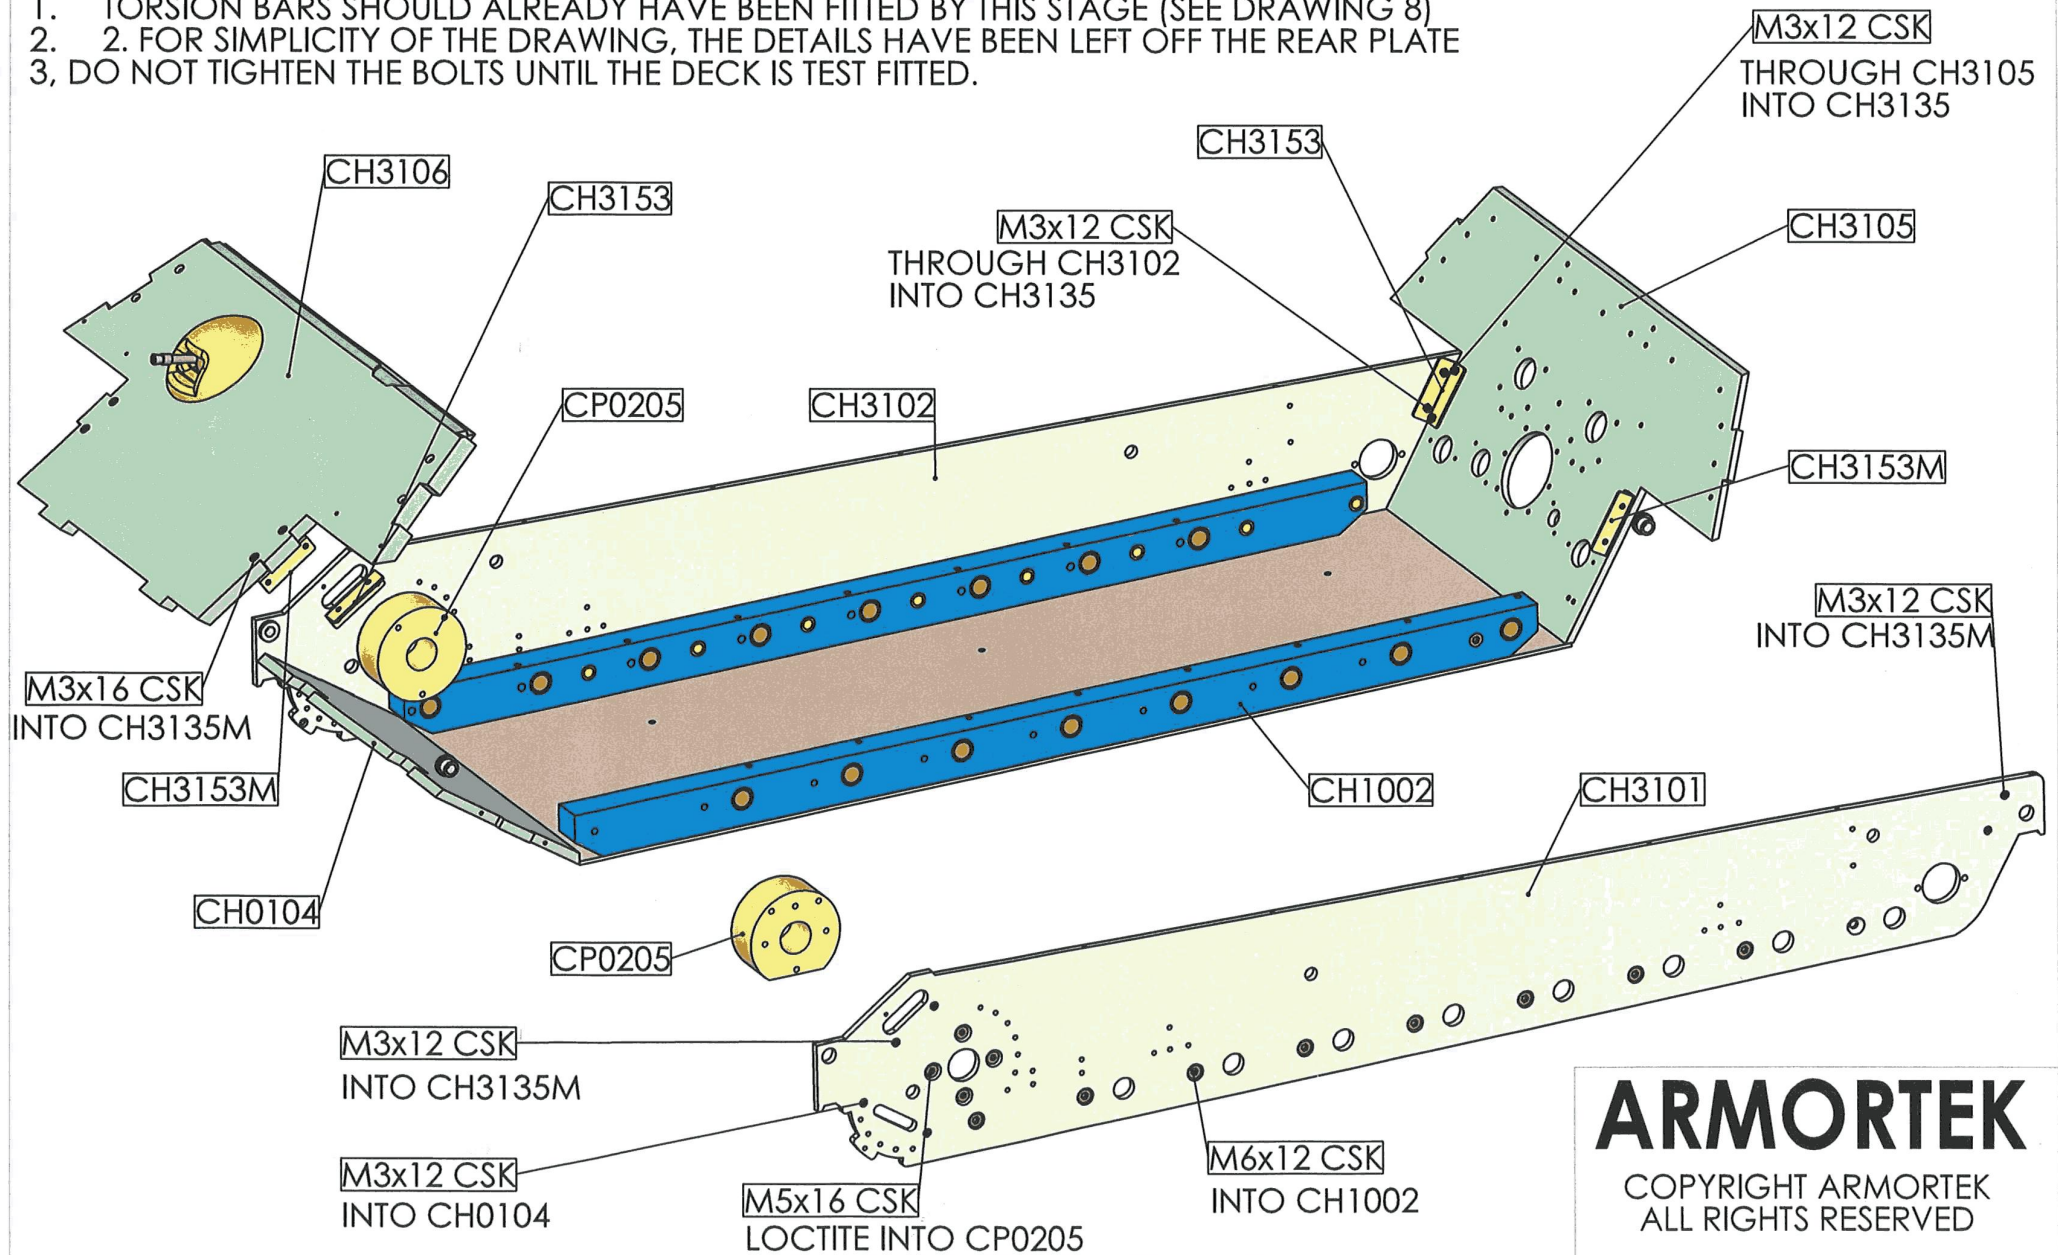 1. TORSION BARS SHOULD ALREADY HAVE BEEN FITTED BY THIS STAGE (SEE DRAWING 8)
2. 2. FOR SIMPLICITY OF THE DRAWING, THE DETAILS HAVE BEEN LEFT OFF THE REAR PLATE
3, DO NOT TIGHTEN THE BOLTS UNTIL THE DECK IS TEST FITTED.
M3x12 CSK
THROUGH CH3105
INTO CH3135
CH3153
CH3106
CH3153
M3x12 CSK
THROUGH CH3102
INTO CH3135
CH3105
CP0205
CH3102
CH3153M
M3x12 CSK
INTO CH3135M
M3x16 CSK
INTO CH3135M
CH3153M
CH1002
CH3101
CH0104
CP0205
M3x12 CSK
INTO CH3135M
M3x12 CSK
INTO CH0104
M5x16 CSK
LOCTITE INTO CP0205
M6x12 CSK
INTO CH1002
ARMORTEK
COPYRIGHT ARMORTEK
ALL RIGHTS RESERVED